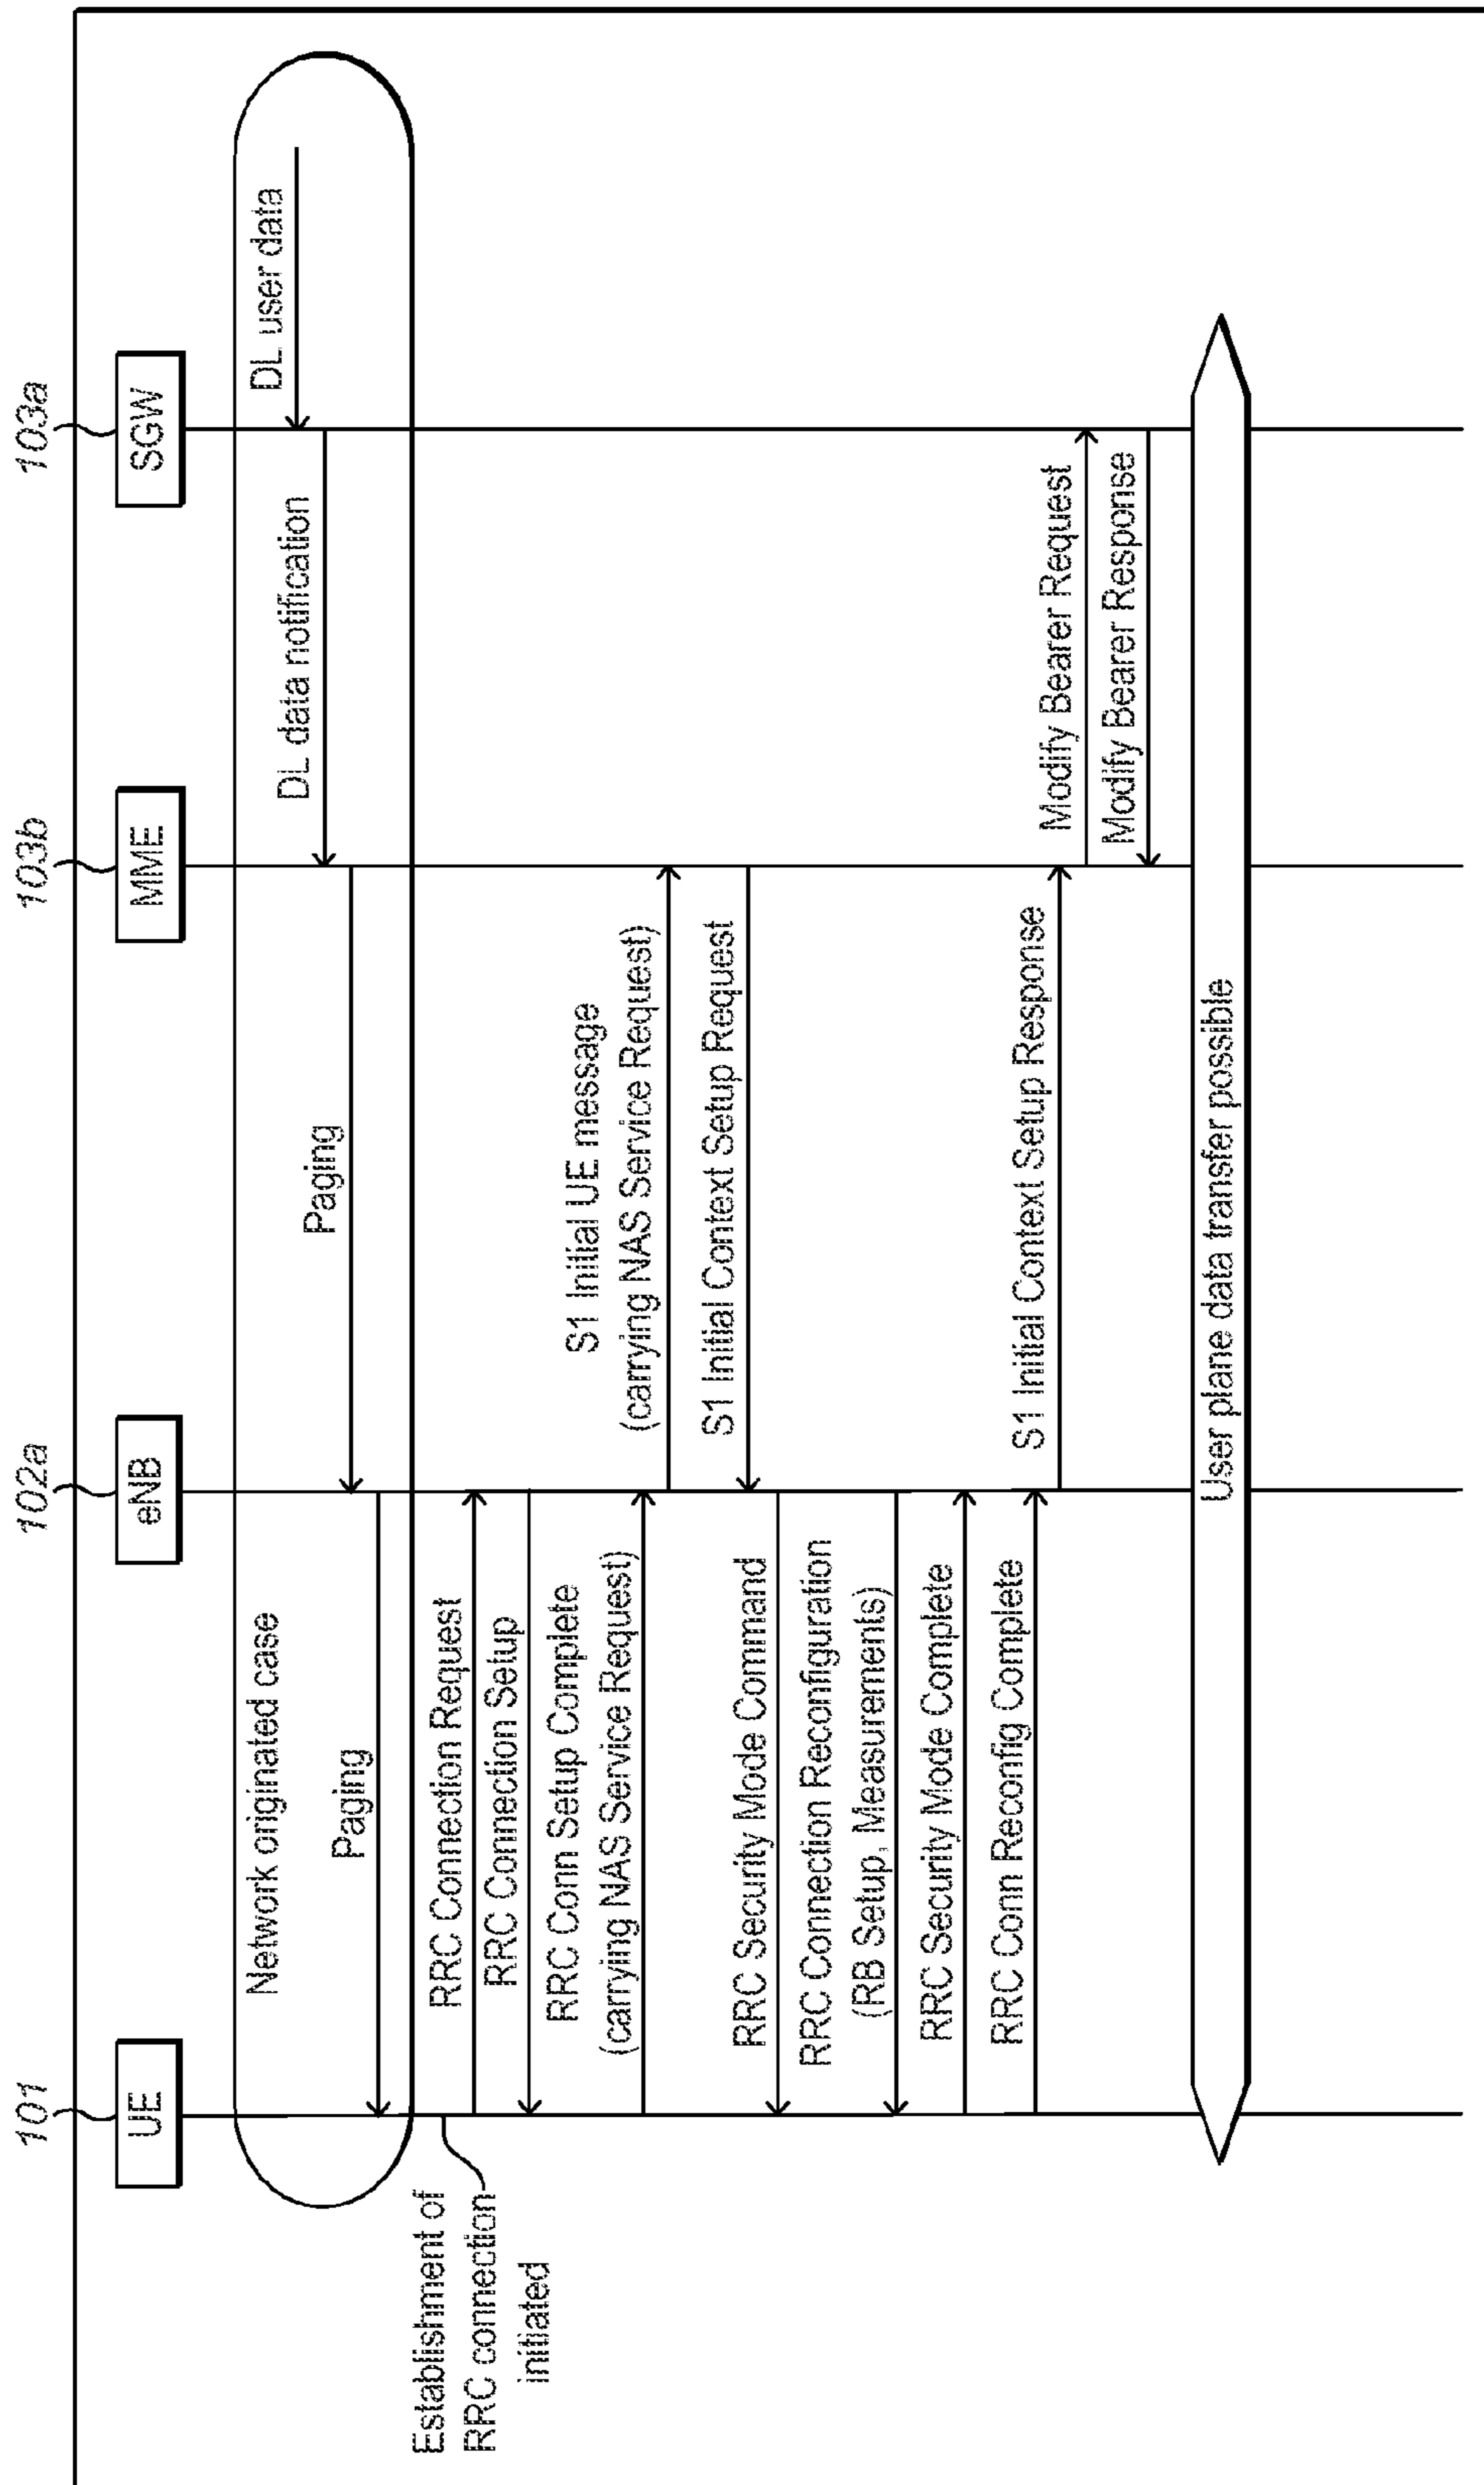 101
102a
103b
103a
UE
eNB
MME
SGW
Network originated case
DL user data
DL data notification
Paging
Paging
Establishment of
RRC connection
initiated
RRC Connection Request
RRC Connection Setup
RRC Conn Setup Complete
(carrying NAS Service Request)
S1 Initial UE message
(carrying NAS Service Request)
S1 Initial Context Setup Request
RRC Security Mode Command
RRC Connection Reconfiguration
(RB Setup, Measurements)
RRC Security Mode Complete
RRC Conn Reconfig Complete
S1 Initial Context Setup Response
Modify Bearer Request
Modify Bearer Response
User plane data transfer possible